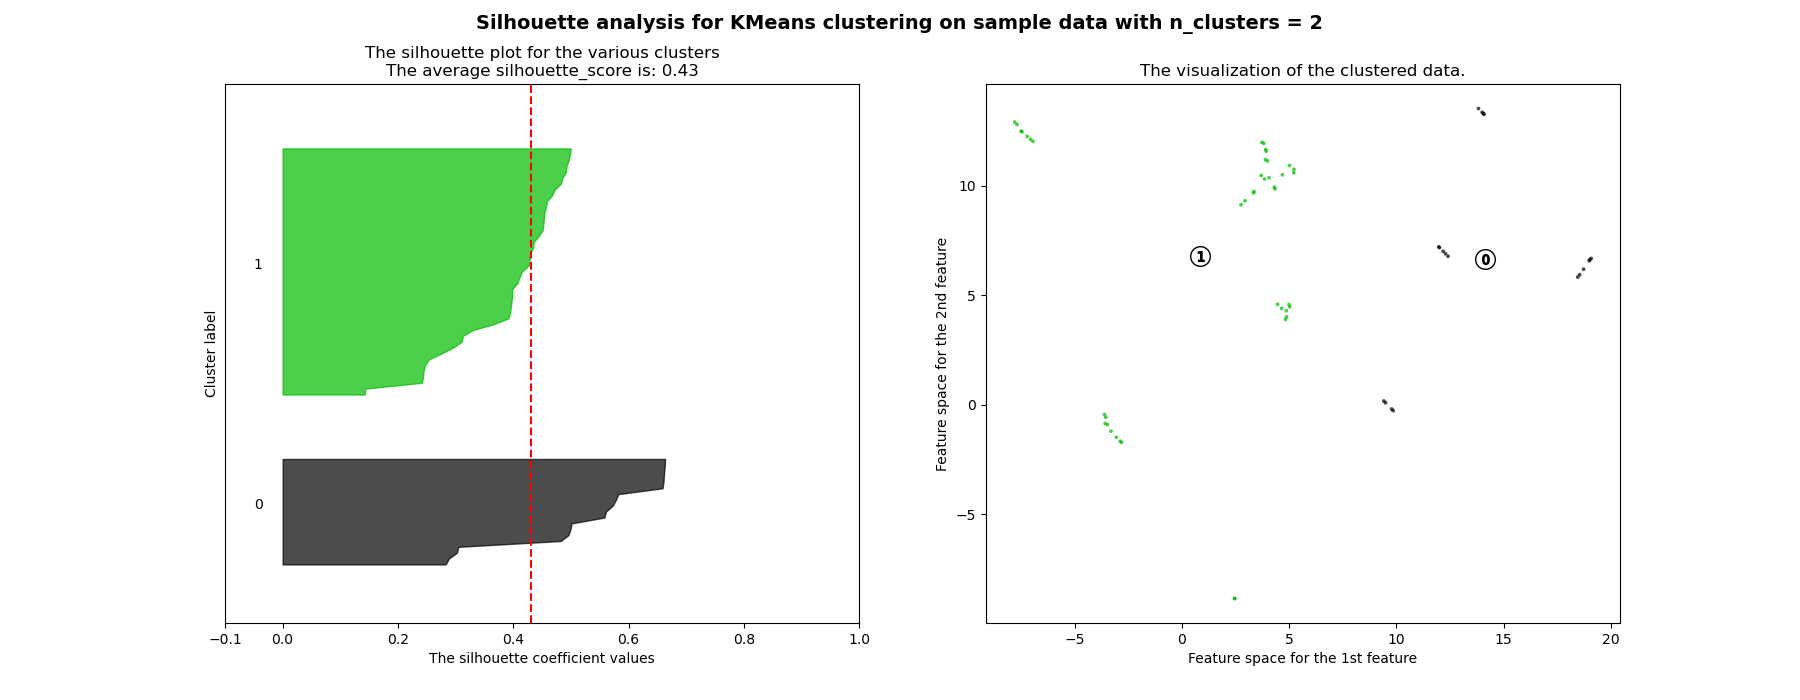 Silhouette analysis for KMeans clustering on sample data with n_clusters = 2
The silhouette plot for the various clusters
The average silhouette_score is: 0.43
Cluster label
1
0
−0.1 0.0 0.2 0.4 0.6 0.8 1.0
The silhouette coefficient values
The visualization of the clustered data.
Feature space for the 2nd feature
10
5
0
−5
1
0
−5 0 5 10 15 20
Feature space for the 1st feature